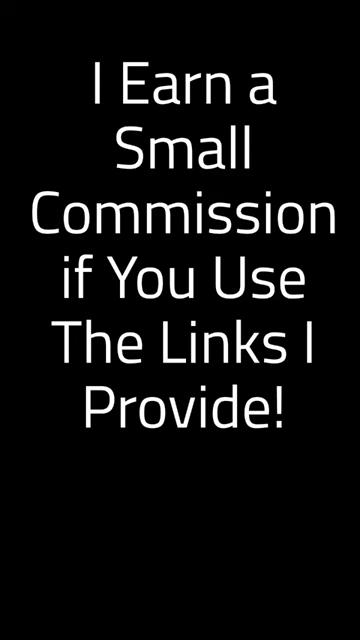 I Earn a
Small
Commission
if You Use
The Links I
Provide!